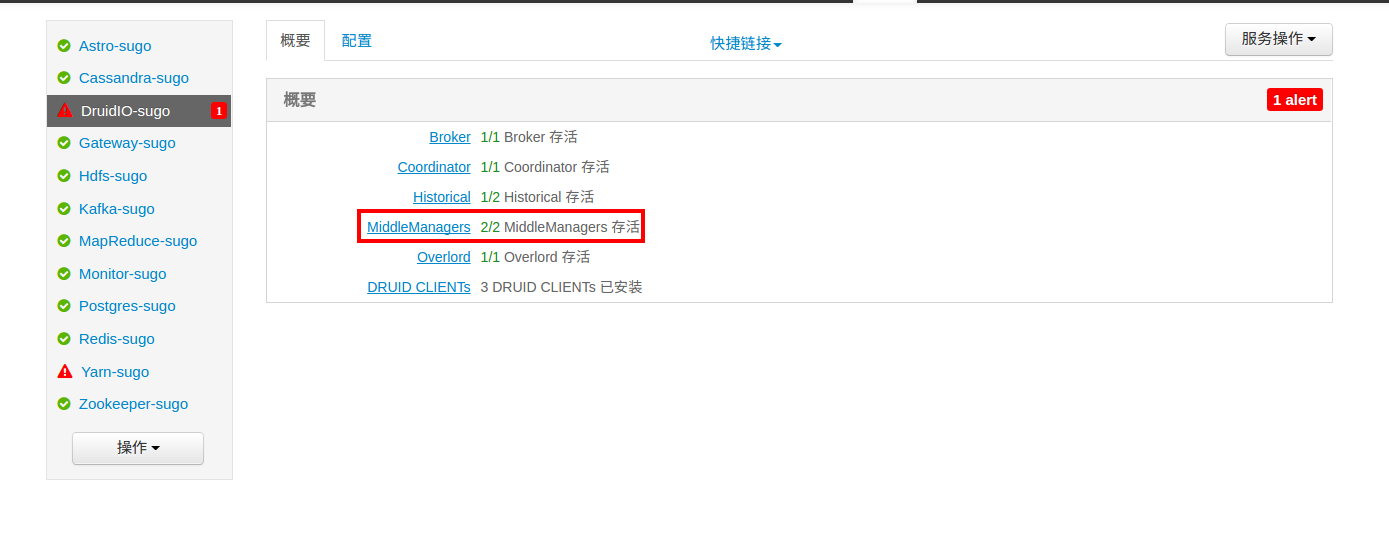 Astro-sugo
Cassandra-sugo
DruidIO-sugo 1
Gateway-sugo
Hdfs-sugo
Kafka-sugo
MapReduce-sugo
Monitor-sugo
Postgres-sugo
Redis-sugo
Yarn-sugo
Zookeeper-sugo
操作
概要 配置 快捷链接 服务操作
概要 1 alert
Broker 1/1 Broker 存活
Coordinator 1/1 Coordinator 存活
Historical 1/2 Historical 存活
MiddleManagers 2/2 MiddleManagers 存活
Overlord 1/1 Overlord 存活
DRUID CLIENTs 3 DRUID CLIENTs 已安装